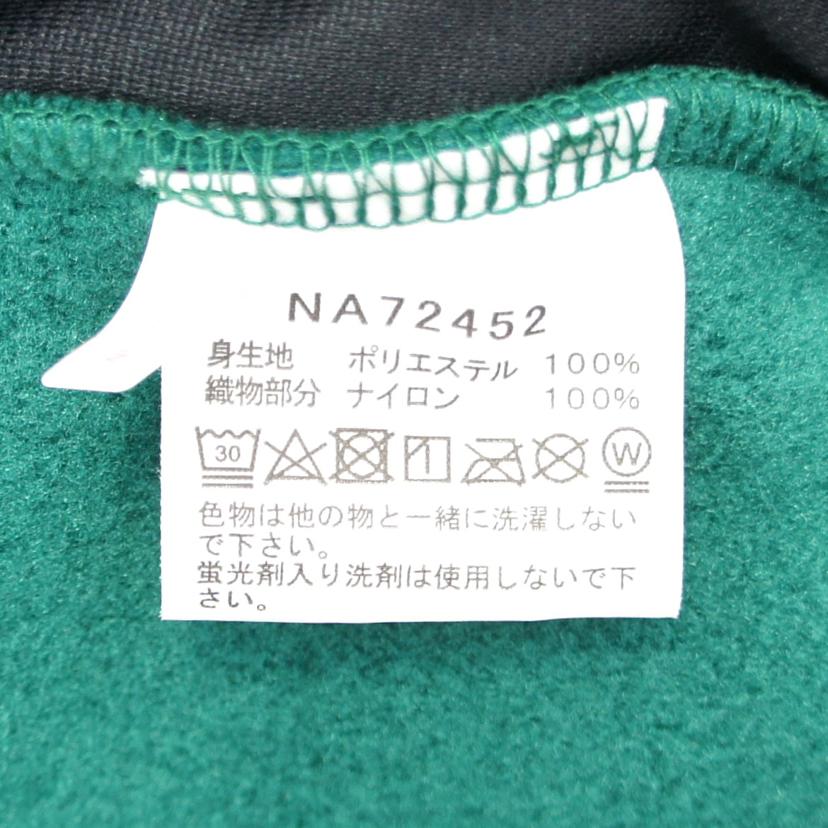 NA72452
身生地 ポリエステル 100%
織物部分 ナイロン 100%
30 W
色物は他の物と一緒に洗濯しない
で下さい。
蛍光剤入り洗剤は使用しないで下
さい。